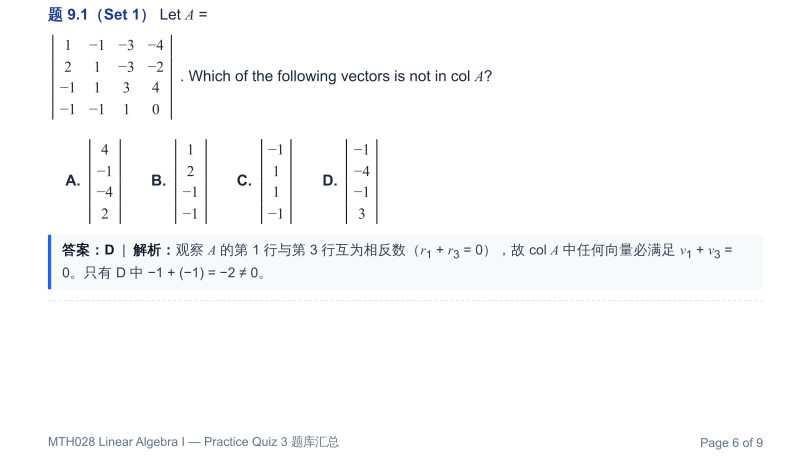 题 9.1（Set 1） Let A =
1 −1 −3 −4
2 1 −3 −2
−1 1 3 4
−1 −1 1 0
. Which of the following vectors is not in col A?
A.
4
−1
−4
2
B.
1
2
−1
−1
C.
−1
1
1
−1
D.
−1
−4
−1
3
答案：D | 解析：观察 A 的第 1 行与第 3 行互为相反数（r1 + r3 = 0），故 col A 中任何向量必满足 v1 + v3 =
0。只有 D 中 −1 + (−1) = −2 ≠ 0。
MTH028 Linear Algebra I — Practice Quiz 3 题库汇总
Page 6 of 9